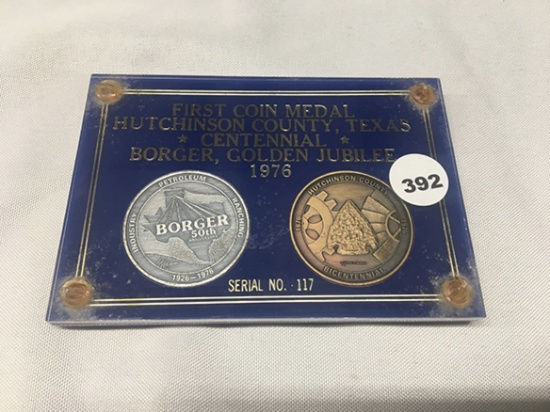 FIRST COIN MEDAL
HUTCHINSON COUNTY, TEXAS
★ CENTENNIAL ★
BORGER, GOLDEN JUBILEE
1976
392
INDUSTRY PETROLEUM RANCHING
BORGER
50th
1926-1976
HUTCHINSON COUNTY
BICENTENNIAL
SERIAL NO. 117